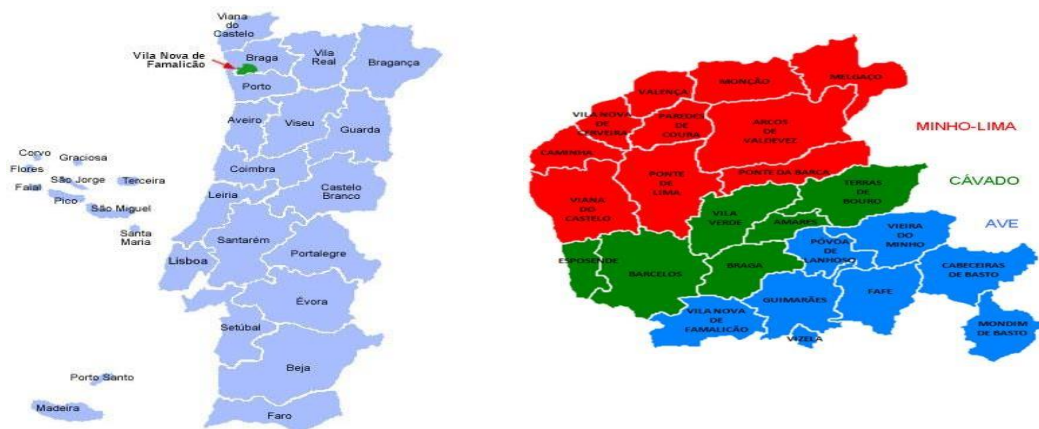 Viana
do
Castelo
Vila Nova de
Famalicão
Braga
Vila
Real
Bragança
Porto
Aveiro
Viseu
Guarda
Coimbra
Castelo
Branco
Leiria
Santarém
Lisboa
Portalegre
Évora
Setúbal
Beja
Faro
Corvo
Graciosa
Flores
São Jorge
Terceira
Faial
Pico
São Miguel
Santa
Maria
Porto Santo
Madeira
MELGAÇO
MONÇÃO
VALENÇA
VILA NOVA
DE
CERVEIRA
PAREDES
DE
COURA
ARCOS
DE
VALDEVEZ
CAMINHA
PONTE
DE
LIMA
PONTE DA BARCA
VIANA
DO
CASTELO
MINHO-LIMA
CÂVADO
AVE
TERRAS
DE
BOURO
VILA
VERDE
AMARES
ESPOSENDE
BARCELOS
BRAGA
VIEIRA
DO
MINHO
PÓVOA
DE
LANHOSO
CABECEIRAS
DE BASTO
GUIMARÃES
FAFE
VILA NOVA
DE
FAMALICÃO
VIZELA
MONDIM
DE BASTO